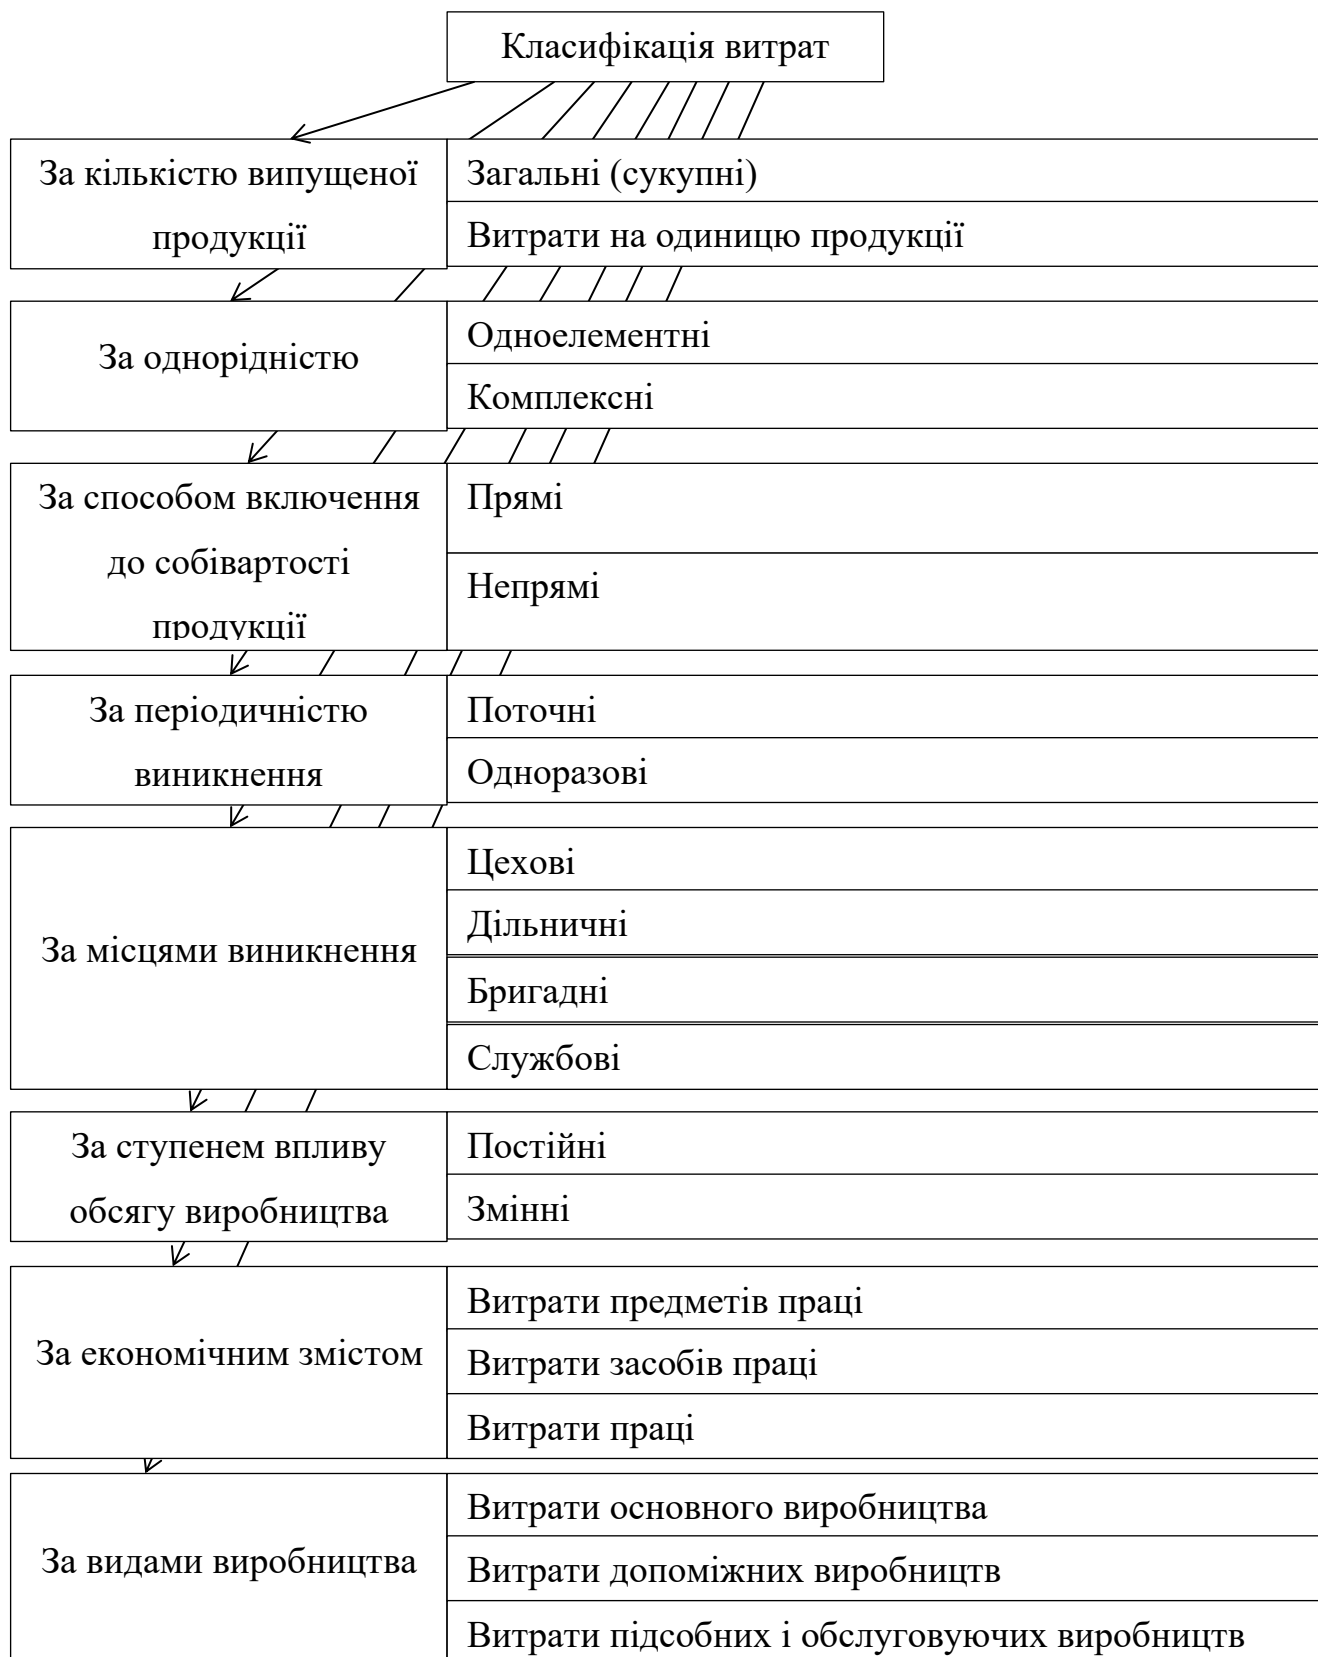 Класифікація витрат
За кількістю випущеної
продукції
Загальні (сукупні)
Витрати на одиницю продукції
За однорідністю
Одноелементні
Комплексні
За способом включення
до собівартості
продукції
Прямі
Непрямі
За періодичністю
виникнення
Поточні
Одноразові
За місцями виникнення
Цехові
Дільничні
Бригадні
Службові
За ступенем впливу
обсягу виробництва
Постійні
Змінні
За економічним змістом
Витрати предметів праці
Витрати засобів праці
Витрати праці
За видами виробництва
Витрати основного виробництва
Витрати допоміжних виробництв
Витрати підсобних і обслуговуючих виробництв